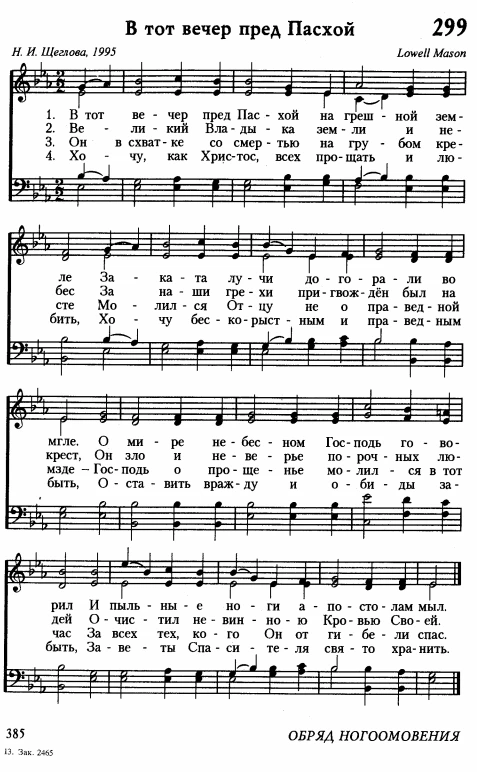 В тот вечер пред Пасхой 299
Н. И. Щеглова, 1995 Lowell Mason
1. В тот ве - чер пред Пас - хой на греш - ной зем-
2. Ве - ли - кий Вла - ды - ка зем - ли и не-
3. Он в схват - ке со смер - тью на гру - бом кре-
4. Хо - чу, как Хрис - тос, всех про - щать и лю-
ле За - ка - та лу - чи до - го - ра - ли во
бес За на - ши гре - хи при - гвож - дён был на
сте Мо - лил - ся От - цу не о пра - вед - ной
бить, Хо - чу бес - ко - рыст - ным и пра - вед - ным
мгле. О ми - ре не - бес - ном Гос - подь го - во-
крест, Он зло и не - ве - рье по - роч - ных лю-
мзде – Гос - подь о про - ще - нье мо - лил - ся в тот
быть, О - ста - вить враж - ду и о - би - ды за-
рил И пыль - ны - е но - ги а - по - сто - лам мыл.
дей О - чис - тил не - вин - но - ю Кро - вью Сво - ей.
час За всех тех, ко - го Он от ги - бе - ли спас.
быть, За - ве - ты Спа - си - те - ля свя - то хра - нить.
385 ОБРЯД НОГООМОВЕНИЯ
13. Зак. 2465